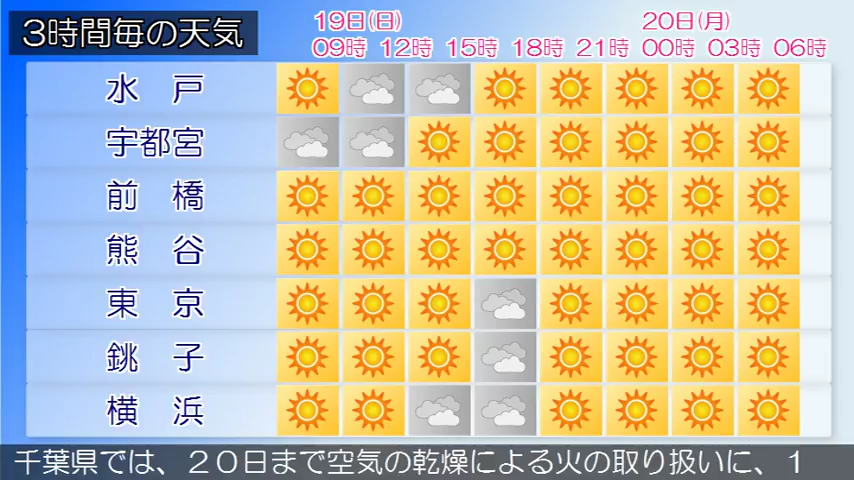 3時間毎の天気
19日(日) 20日(月)
09時 12時 15時 18時 21時 00時 03時 06時
水 戸
宇都宮
前 橋
熊 谷
東 京
銚 子
横 浜
千葉県では、20日まで空気の乾燥による火の取り扱いに、1